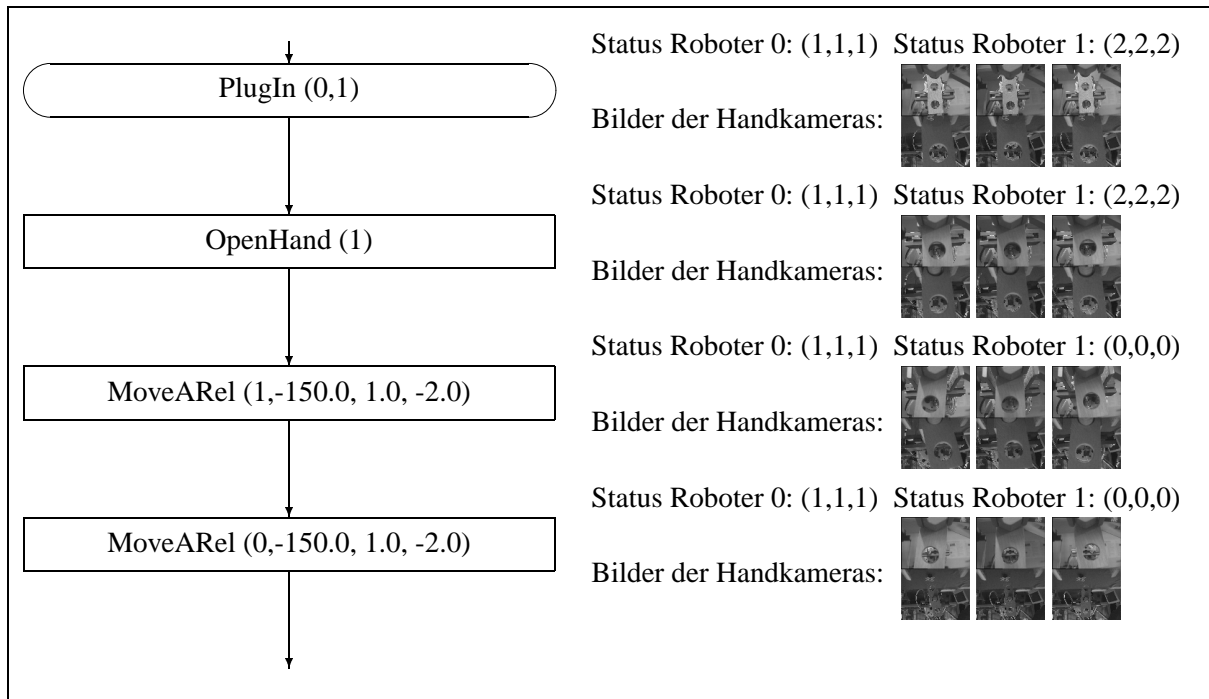 Status Roboter 0: (1,1,1) Status Roboter 1: (2,2,2)
PlugIn (0,1)
Bilder der Handkameras:
Status Roboter 0: (1,1,1) Status Roboter 1: (2,2,2)
OpenHand (1)
Bilder der Handkameras:
Status Roboter 0: (1,1,1) Status Roboter 1: (0,0,0)
MoveARel (1,-150.0, 1.0, -2.0)
Bilder der Handkameras:
Status Roboter 0: (1,1,1) Status Roboter 1: (0,0,0)
MoveARel (0,-150.0, 1.0, -2.0)
Bilder der Handkameras: